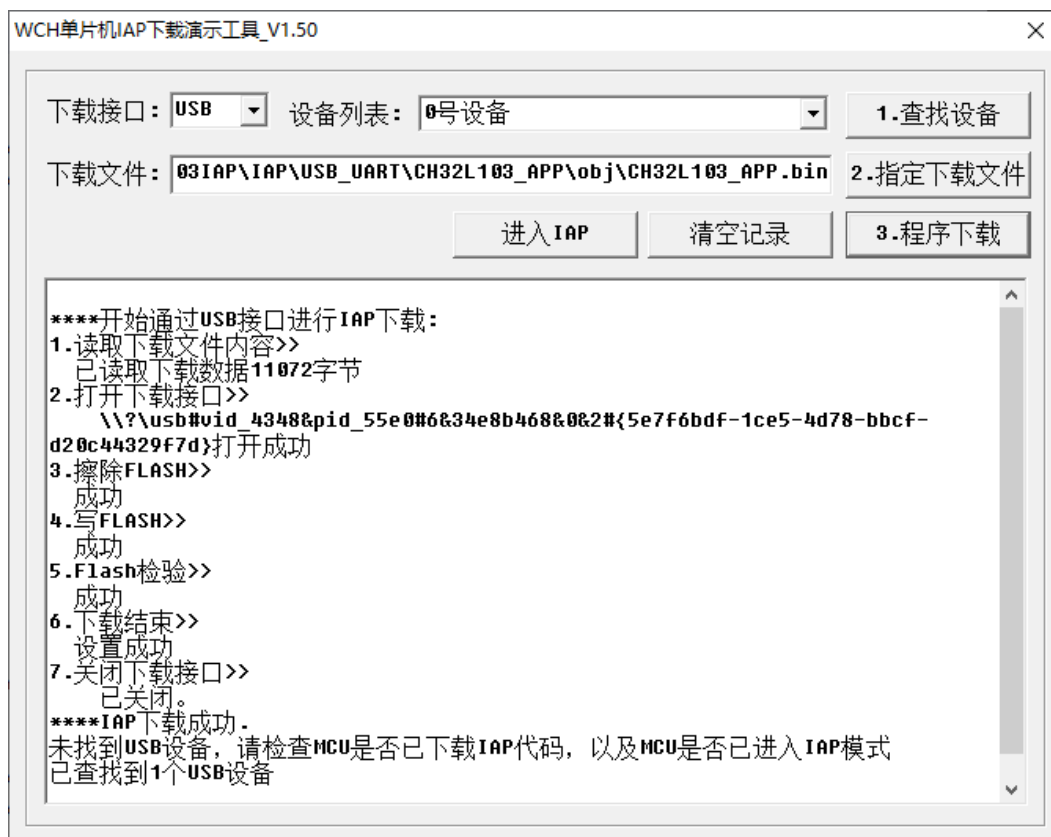 WCH单片机IAP下载演示工具_V1.50
下载接口: USB 设备列表: 0号设备 1.查找设备
下载文件: 03IAP\IAP\USB_UART\CH32L103_APP\obj\CH32L103_APP.bin 2.指定下载文件
进入IAP 清空记录 3.程序下载
****开始通过USB接口进行IAP下载:
1.读取下载文件内容>>
已读取下载数据11072字节
2.打开下载接口>>
\\?\usb#vid_4348&pid_55e0#6&34e8b468&0&2#{5e7f6bdf-1ce5-4d78-bbcf-
d20c44329f7d}打开成功
3.擦除FLASH>>
成功
4.写FLASH>>
成功
5.Flash检验>>
成功
6.下载结束>>
设置成功
7.关闭下载接口>>
已关闭。
****IAP下载成功.
未找到USB设备，请检查MCU是否已下载IAP代码，以及MCU是否已进入IAP模式
已查找到1个USB设备